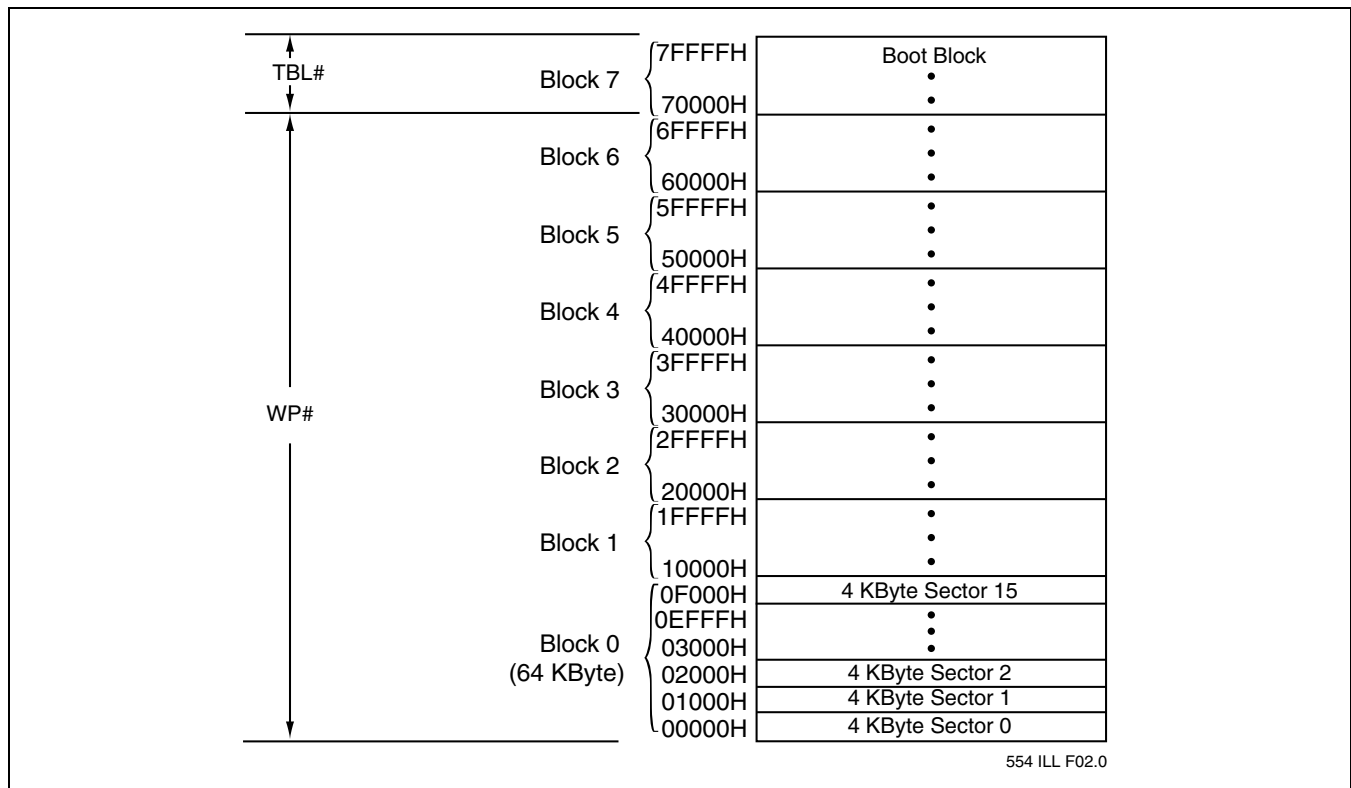 TBL#
Block 7
7FFFFH
Boot Block
70000H
Block 6
6FFFFH
60000H
Block 5
5FFFFH
50000H
Block 4
4FFFFH
40000H
WP#
Block 3
3FFFFH
30000H
Block 2
2FFFFH
20000H
Block 1
1FFFFH
10000H
Block 0
(64 KByte)
0F000H
4 KByte Sector 15
0EFFFH
03000H
02000H
4 KByte Sector 2
01000H
4 KByte Sector 1
00000H
4 KByte Sector 0
554 ILL F02.0